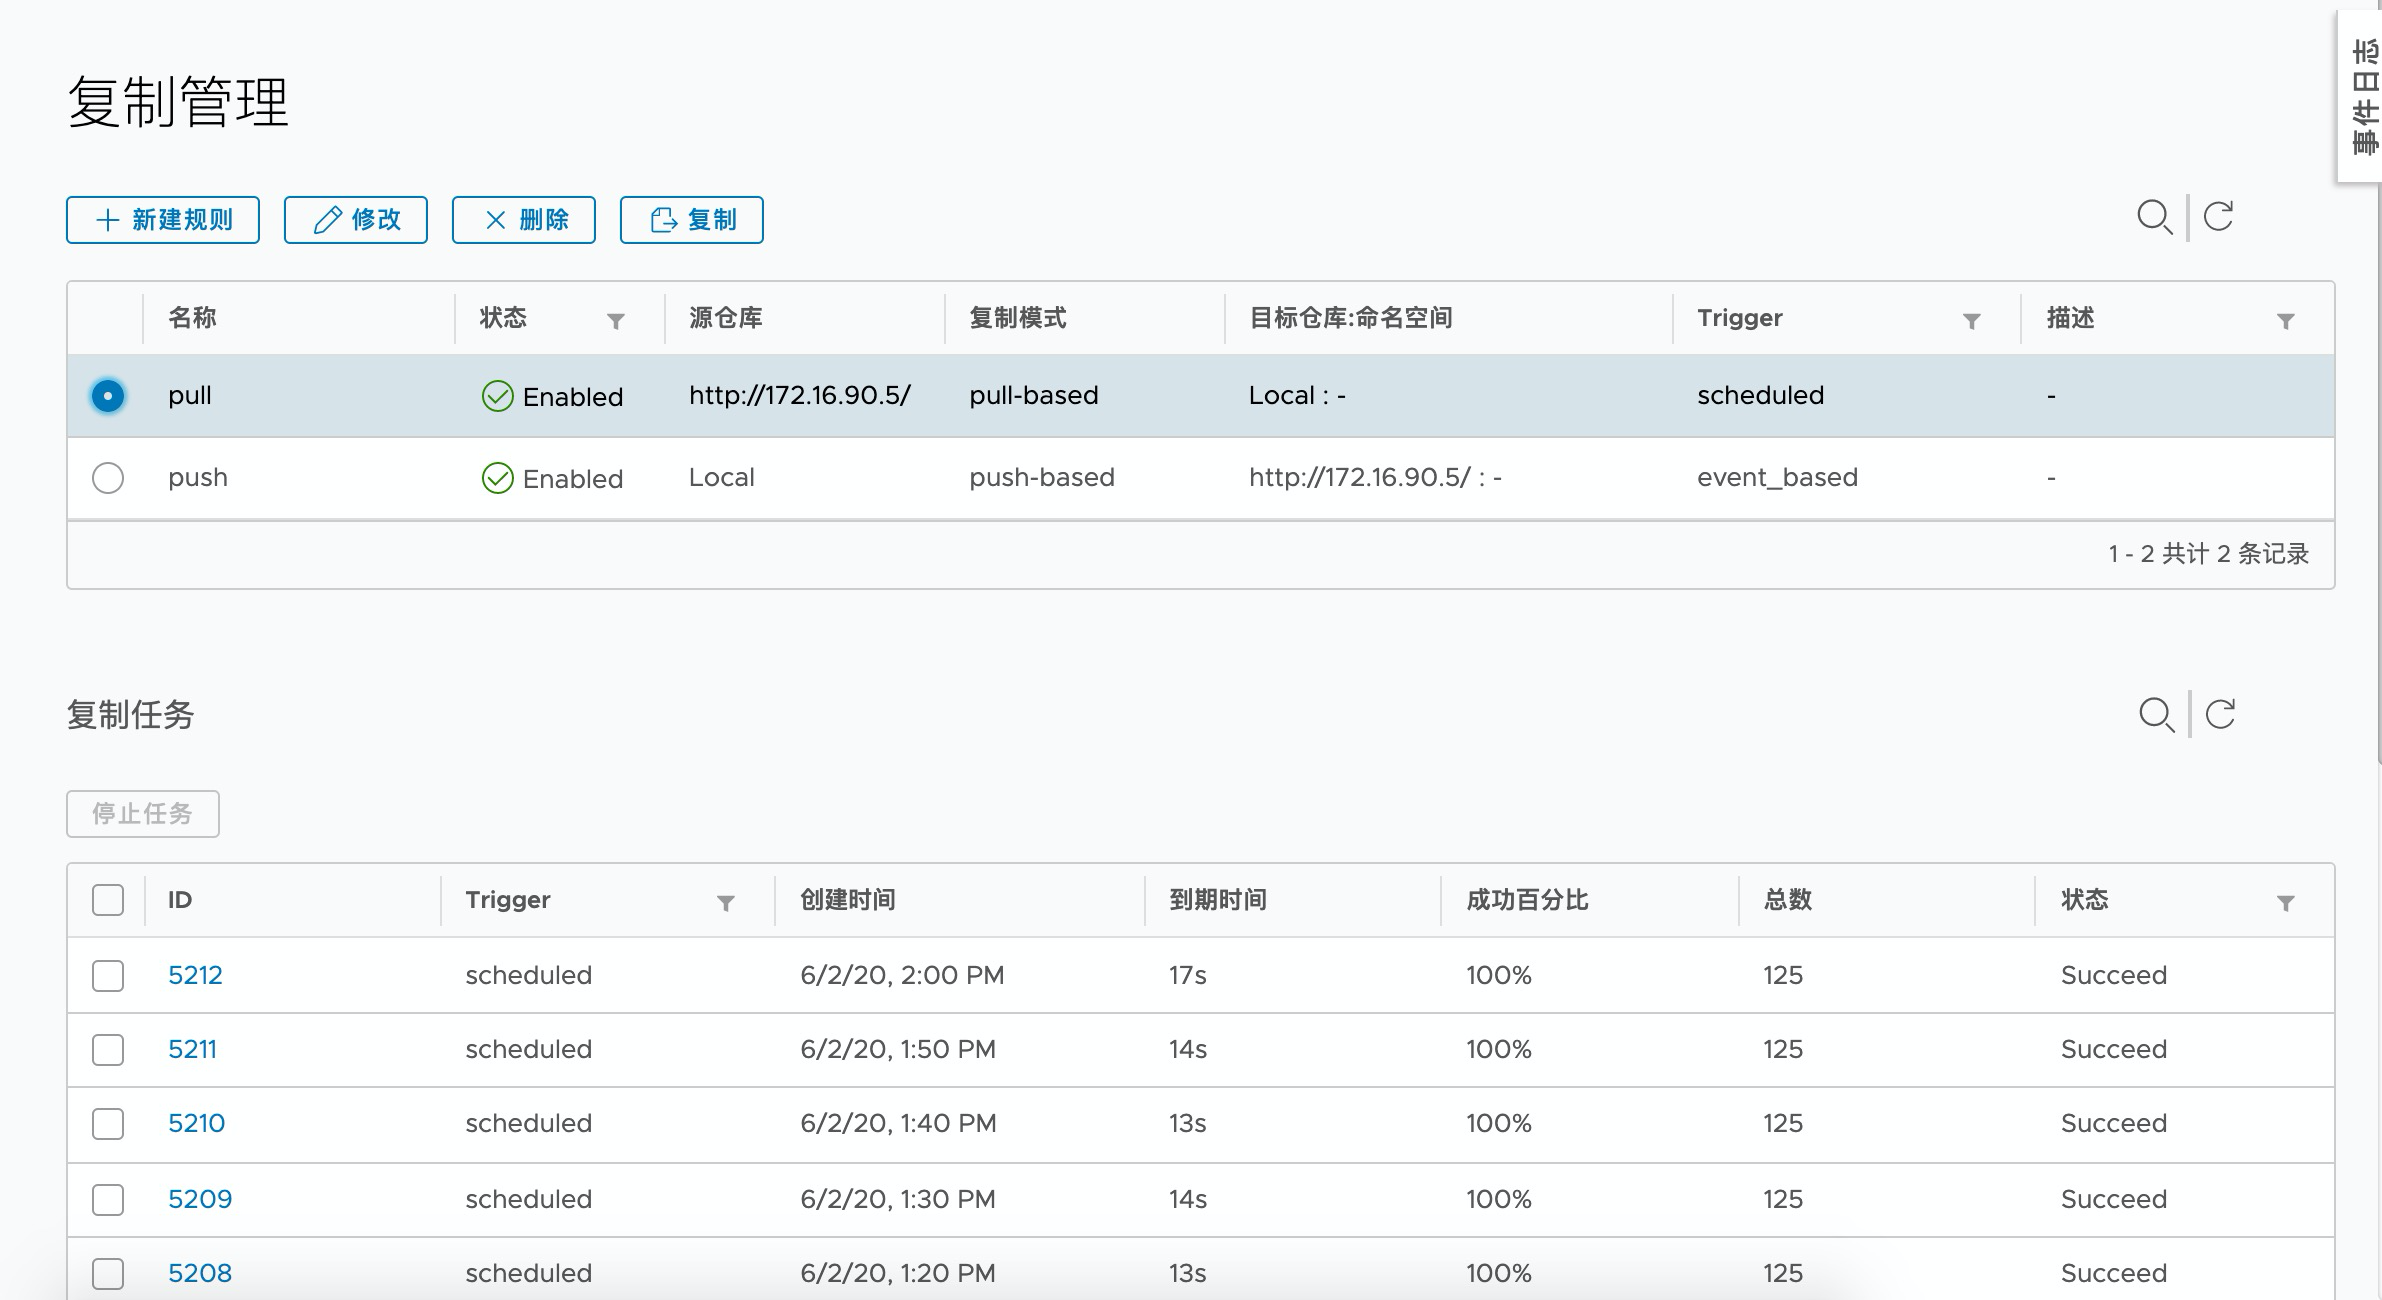 事件日志
复制管理
新建规则 修改 删除 复制
名称 状态 源仓库 复制模式 目标仓库:命名空间 Trigger 描述
pull Enabled http://172.16.90.5/ pull-based Local : - scheduled -
push Enabled Local push-based http://172.16.90.5/ : - event_based -
1 - 2 共计 2 条记录
复制任务
停止任务
ID Trigger 创建时间 到期时间 成功百分比 总数 状态
5212 scheduled 6/2/20, 2:00 PM 17s 100% 125 Succeed
5211 scheduled 6/2/20, 1:50 PM 14s 100% 125 Succeed
5210 scheduled 6/2/20, 1:40 PM 13s 100% 125 Succeed
5209 scheduled 6/2/20, 1:30 PM 14s 100% 125 Succeed
5208 scheduled 6/2/20, 1:20 PM 13s 100% 125 Succeed